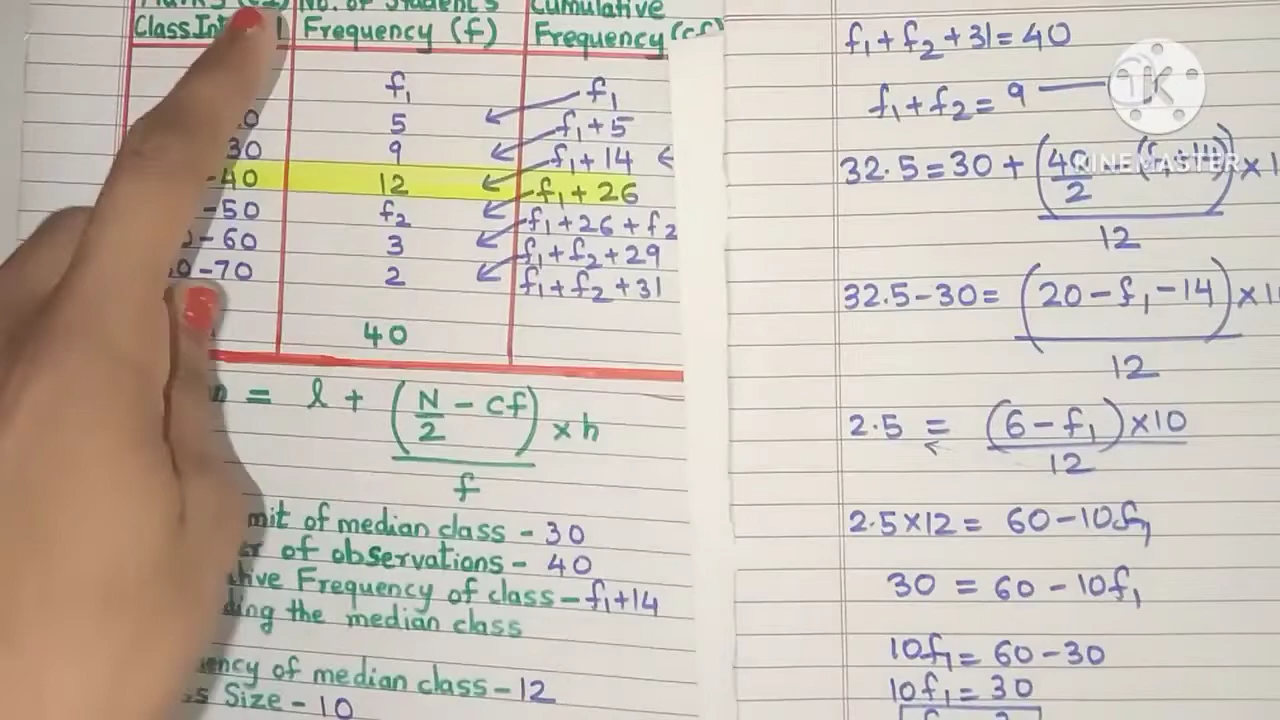 No. of Student's Cumulative
Class Frequency (f) Frequency (cf)
f₁ f₁
5 f₁+5
30 9 f₁+14
-40 12 f₁+26
-50 f₂ f₁+26+f₂
-60 3 f₁+f₂+29
0-70 2 f₁+f₂+31
40
= l + (N/2 - cf) × h
f
mit of median class - 30
of observations - 40
Frequency of class - f₁+14
ding the median class
uency of median class - 12
Size - 10
f₁+f₂+31=40
f₁+f₂=9
32.5=30+(40/2-(f₁+14))×1
12
KINEMASTER
32.5-30=(20-f₁-14)×1
12
2.5 = (6-f₁)×10
12
2.5×12=60-10f₁
30 = 60-10f₁
10f₁=60-30
10f₁=30